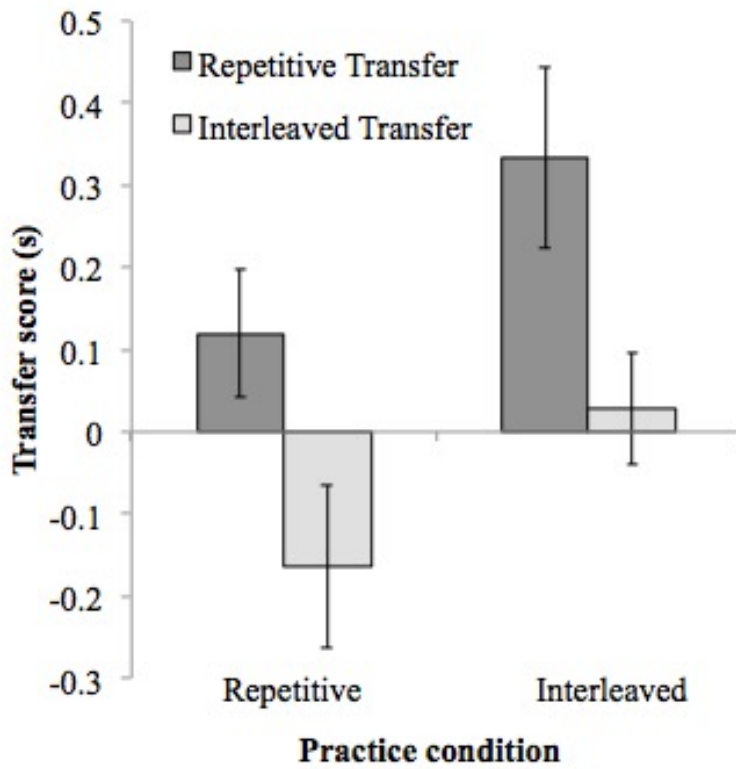 0.5
Repetitive Transfer
0.4
Interleaved Transfer
0.3
0.2
0.1
0
-0.1
-0.2
-0.3
Transfer score (s)
Repetitive
Interleaved
Practice condition